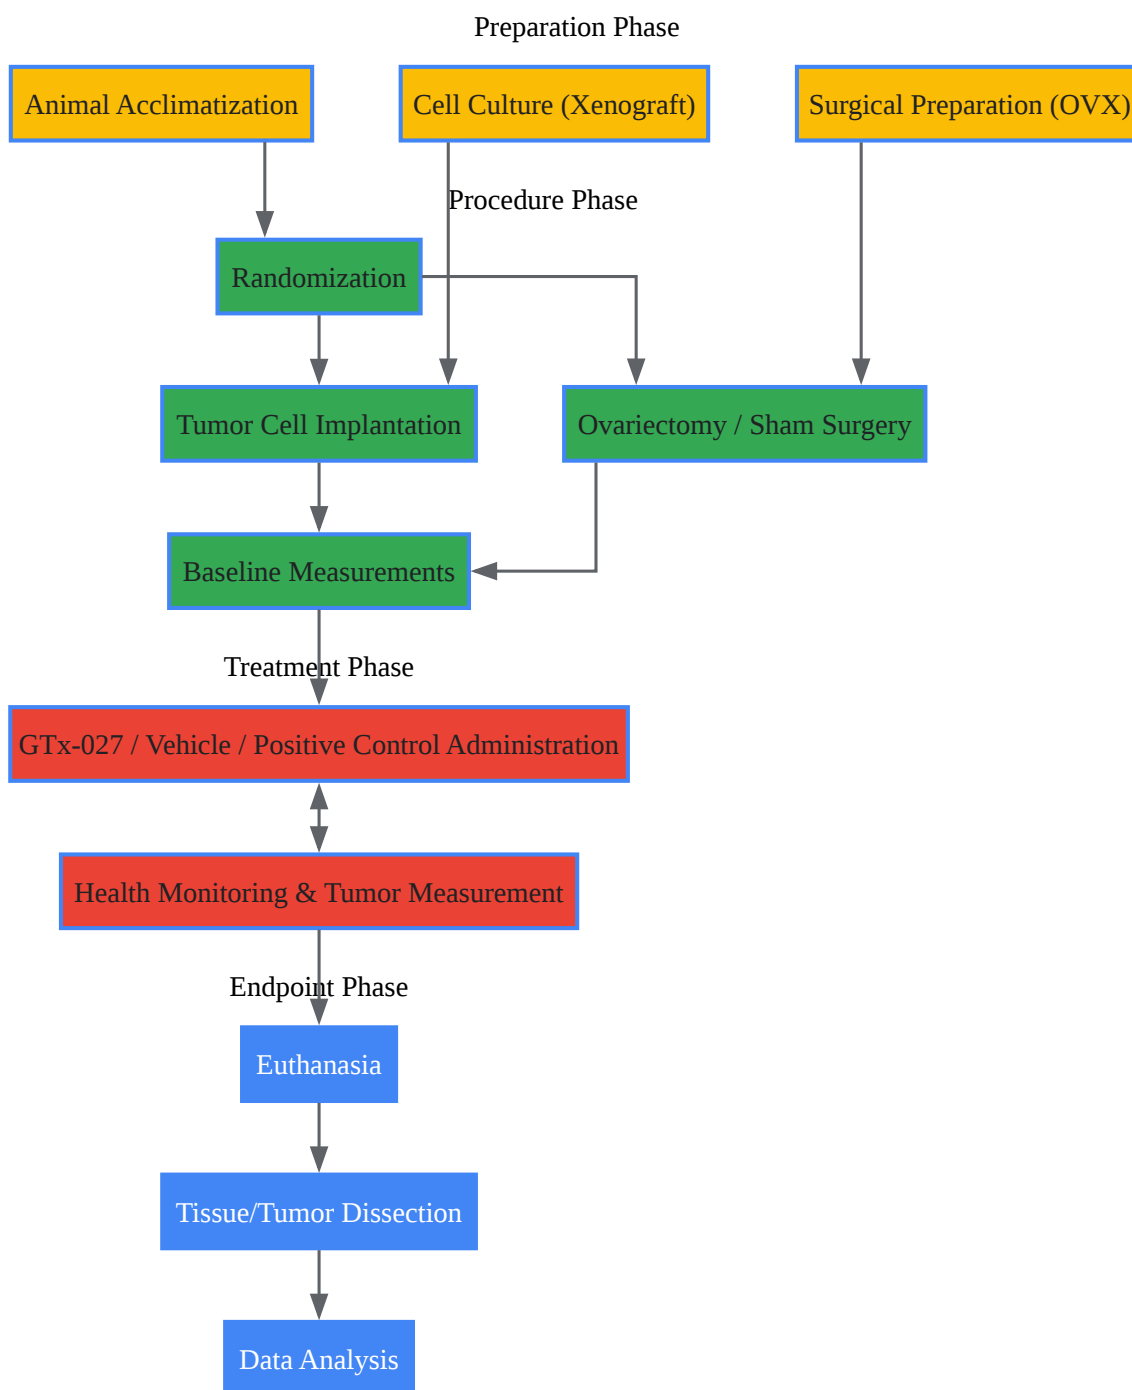 Preparation Phase
Animal Acclimatization
Cell Culture (Xenograft)
Surgical Preparation (OVX)
Procedure Phase
Randomization
Tumor Cell Implantation
Ovariectomy / Sham Surgery
Baseline Measurements
Treatment Phase
GTx-027 / Vehicle / Positive Control Administration
Health Monitoring & Tumor Measurement
Endpoint Phase
Euthanasia
Tissue/Tumor Dissection
Data Analysis